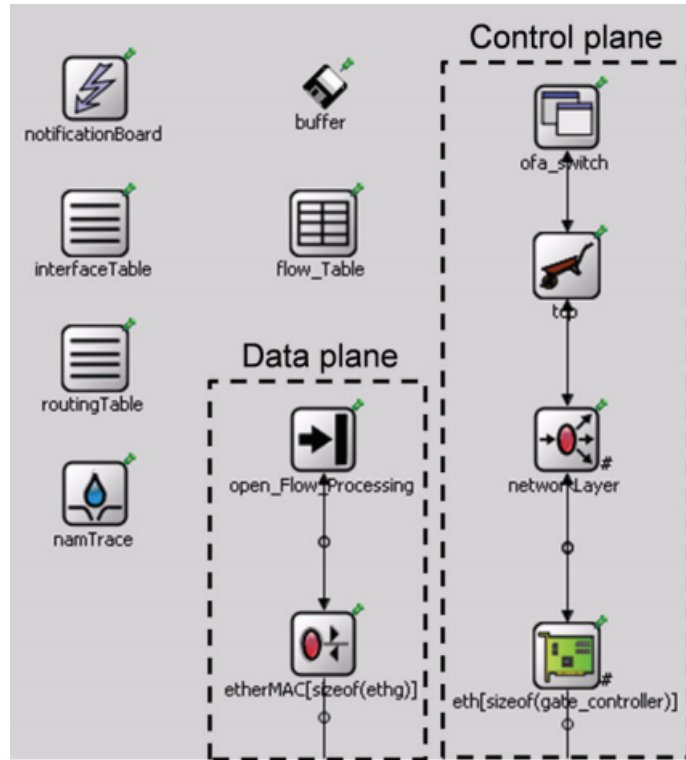 Control plane
notificationBoard
buffer
ofa_switch
interfaceTable
flow_Table
tcp
Data plane
routingTable
open_Flow_Processing
networkLayer
#
namTrace
etherMAC[sizeof(ethg)]
#
eth[sizeof(gate_controller)]